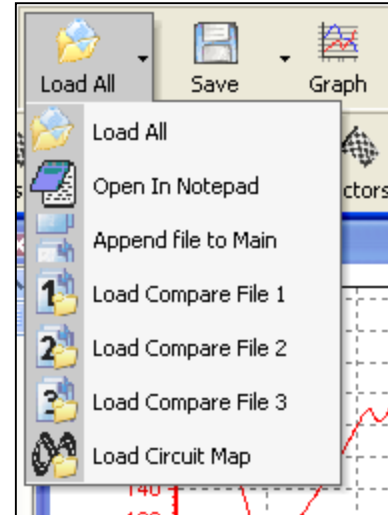 Load All
Save
Graph
Load All
Open In Notepad
Append file to Main
Load Compare File 1
Load Compare File 2
Load Compare File 3
Load Circuit Map
ctors
140